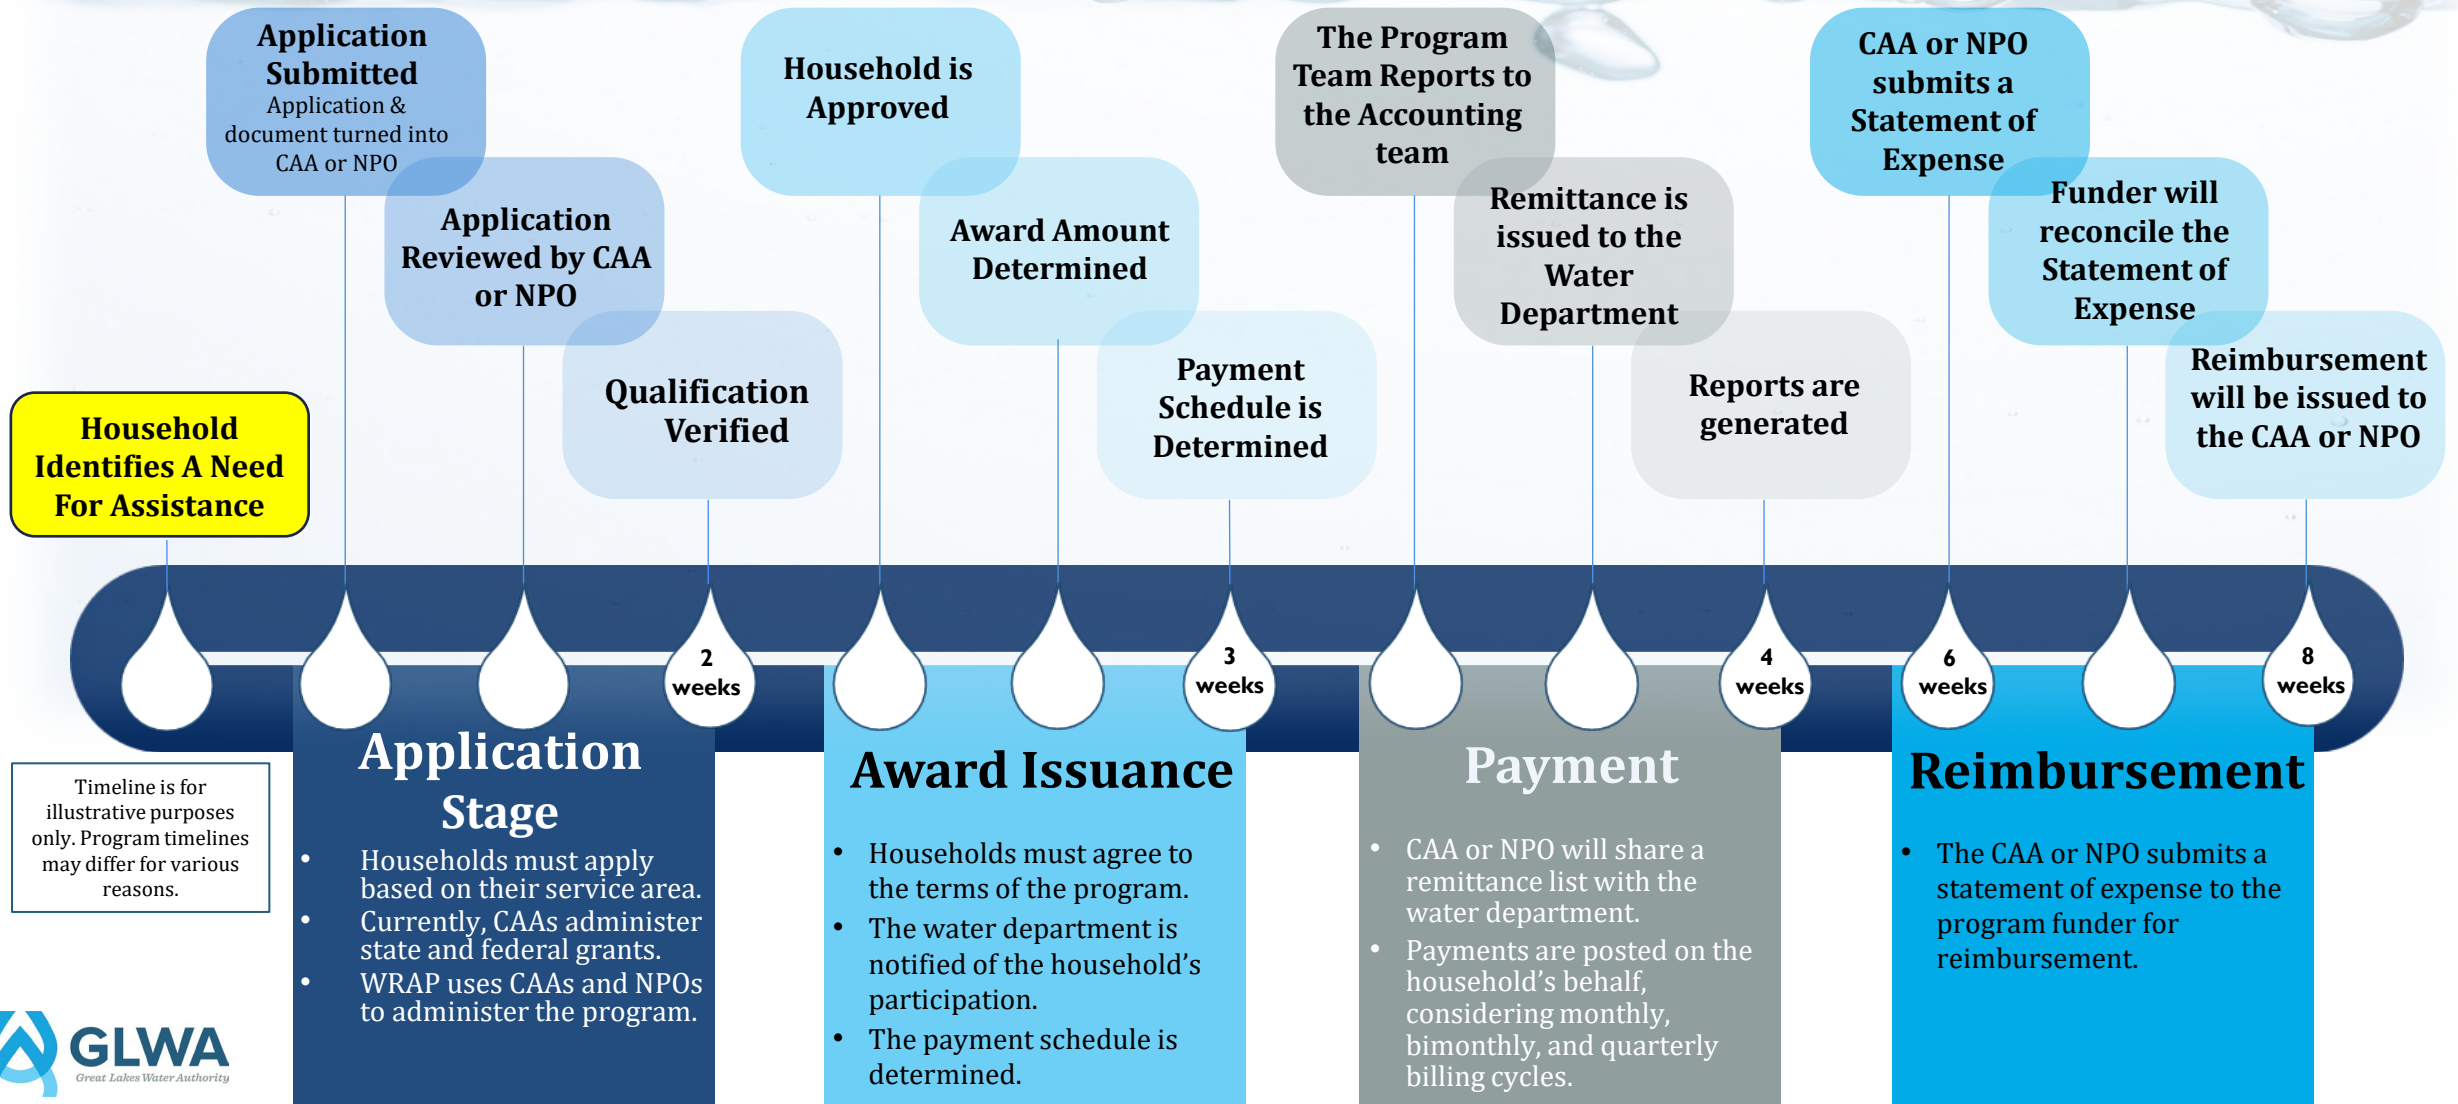 Application
Submitted
Application &
document turned into
CAA or NPO
Application
Reviewed by CAA
or NPO
Qualification
Verified
Household
Identifies A Need
For Assistance
Household is
Approved
Award Amount
Determined
Payment
Schedule is
Determined
The Program
Team Reports to
the Accounting
team
Remittance is
issued to the
Water
Department
Reports are
generated
CAA or NPO
submits a
Statement of
Expense
Funder will
reconcile the
Statement of
Expense
Reimbursement
will be issued to
the CAA or NPO
2
weeks
3
weeks
4
weeks
6
weeks
8
weeks
Timeline is for
illustrative purposes
only. Program timelines
may differ for various
reasons.
Application
Stage
• Households must apply
based on their service area.
• Currently, CAAs administer
state and federal grants.
• WRAP uses CAAs and NPOs
to administer the program.
Award Issuance
• Households must agree to
the terms of the program.
• The water department is
notified of the household’s
participation.
• The payment schedule is
determined.
Payment
• CAA or NPO will share a
remittance list with the
water department.
• Payments are posted on the
household’s behalf,
considering monthly,
bimonthly, and quarterly
billing cycles.
Reimbursement
• The CAA or NPO submits a
statement of expense to the
program funder for
reimbursement.
GLWA
Great Lakes Water Authority